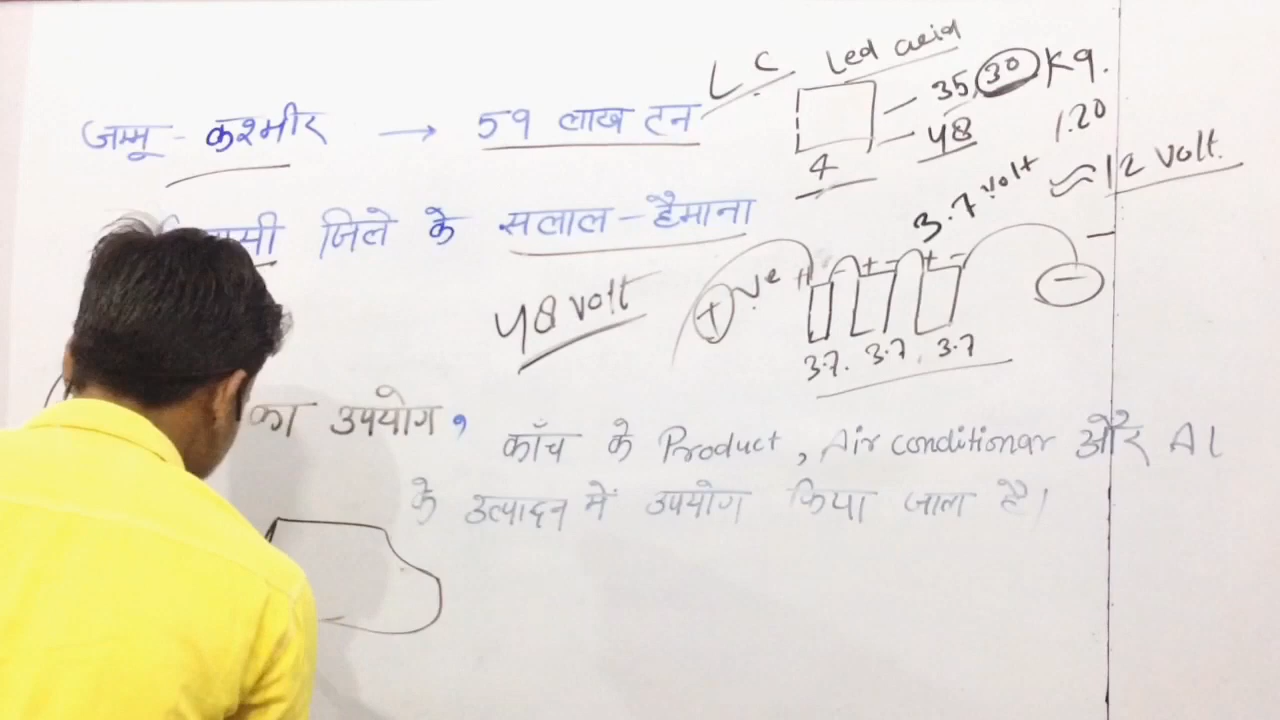 जम्मू - कश्मीर → 59 लाख टन
जिले के सलाल - हैमाना
L C Led acid
35, 30 Kg.
48
4
1.20
3.7 volt ≈ 12 volt.
48 volt
+ ve + + - + - -
3.7. 3.7 3.7
का उपयोग, काँच के Product, Air conditionar और Al
के उत्पादन में उपयोग किया जाता है।